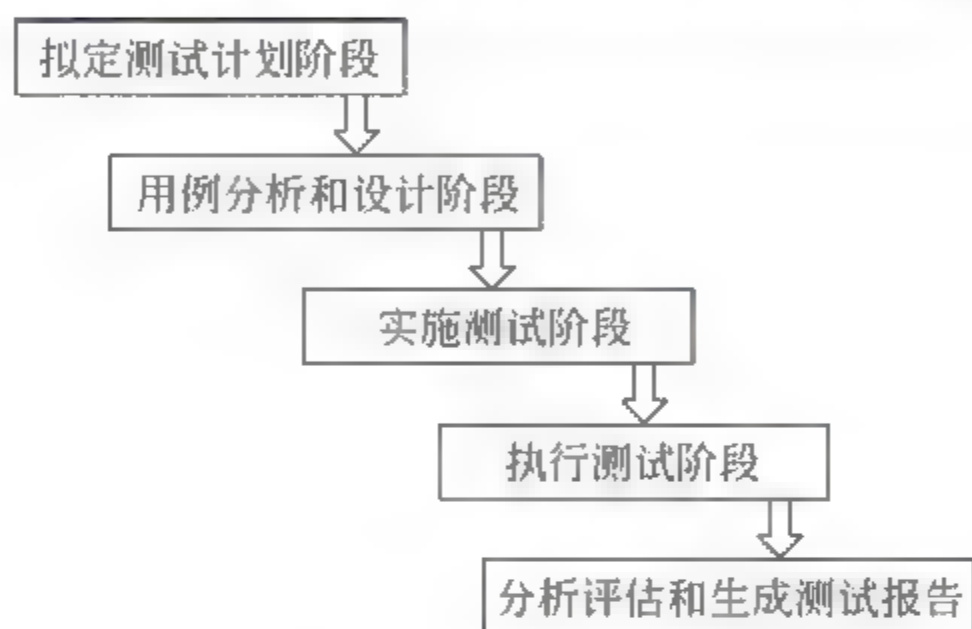 拟定测试计划阶段
用例分析和设计阶段
实施测试阶段
执行测试阶段
分析评估和生成测试报告